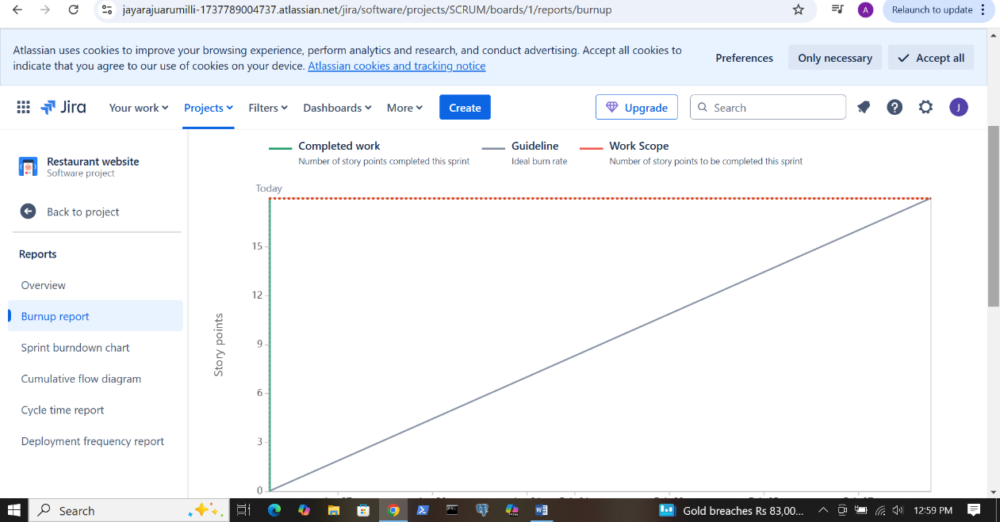 jayarajuarumilli-1737789004737.atlassian.net/jira/software/projects/SCRUM/boards/1/reports/burnup
A
Relaunch to update
Atlassian uses cookies to improve your browsing experience, perform analytics and research, and conduct advertising. Accept all cookies to
indicate that you agree to our use of cookies on your device. Atlassian cookies and tracking notice
Preferences
Only necessary
Accept all
Jira
Your work
Projects
Filters
Dashboards
More
Create
Upgrade
Search
J
Restaurant website
Software project
Back to project
Reports
Overview
Burnup report
Sprint burndown chart
Cumulative flow diagram
Cycle time report
Deployment frequency report
Completed work
Number of story points completed this sprint
Guideline
Ideal burn rate
Work Scope
Number of story points to be completed this sprint
Today
15
12
9
6
3
0
Story points
Search
Gold breaches Rs 83,00...
12:59 PM